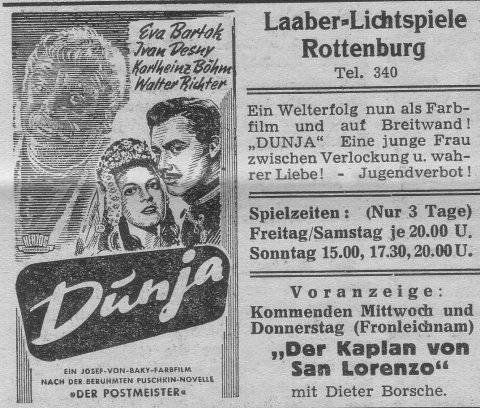 Eva Bartok
Ivan Desny
Karlheinz Böhm
Walter Richter
HERZOG
Dunja
EIN JOSEF-VON-BAKY-FARBFILM
NACH DER BERÜHMTEN PUSCHKIN-NOVELLE
»DER POSTMEISTER«
Laaber-Lichtspiele
Rottenburg
Tel. 340
Ein Welterfolg nun als Farb-
film und auf Breitwand!
„DUNJA“ Eine junge Frau
zwischen Verlockung u. wah-
rer Liebe! - Jugendverbot!
Spielzeiten: (Nur 3 Tage)
Freitag/Samstag je 20.00 U.
Sonntag 15.00, 17.30, 20.00 U.
Voranzeige:
Kommenden Mittwoch und
Donnerstag (Fronleichnam)
„Der Kaplan von
San Lorenzo“
mit Dieter Borsche.